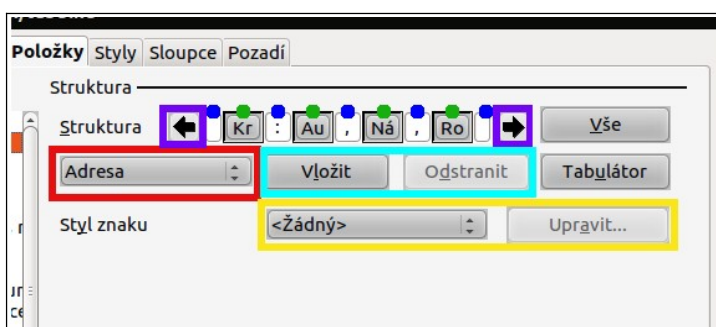 Položky Styly Sloupce Pozadí
Struktura
Struktura Kr : Au , Ná , Ro Vše
Adresa Vložit Odstranit Tabulátor
Styl znaku <Žádný> Upravit...